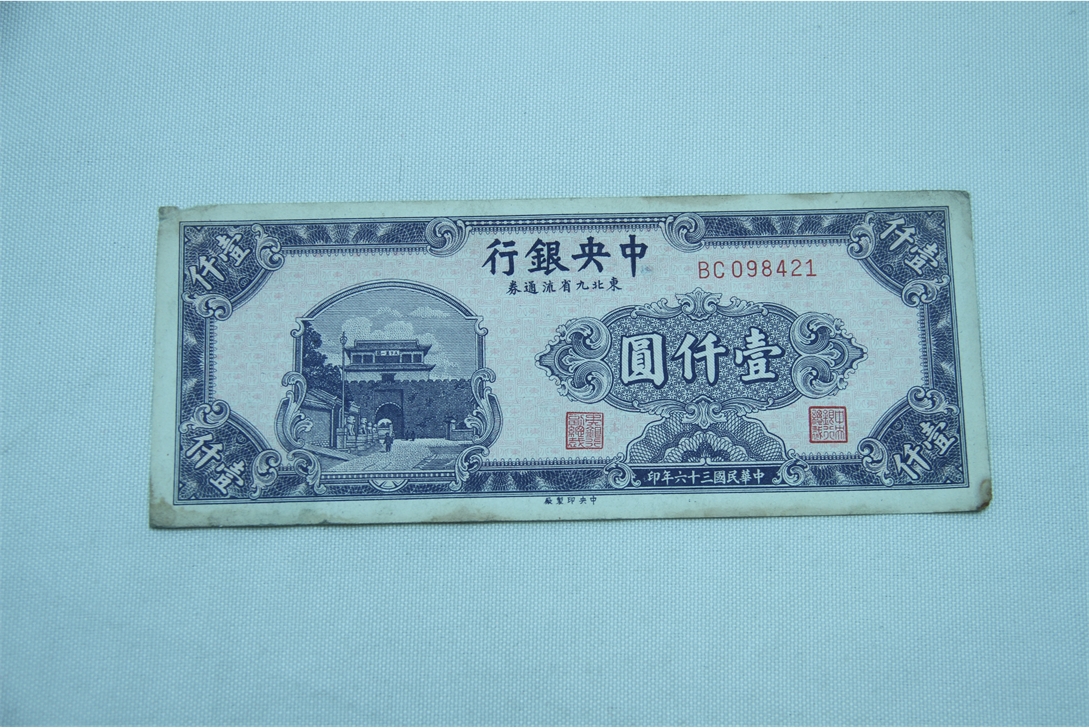 壹仟
壹仟
中央銀行
BC098421
東北九省流通券
壹仟圓
壹仟
壹仟
中華民國三十六年印
中央印製廠